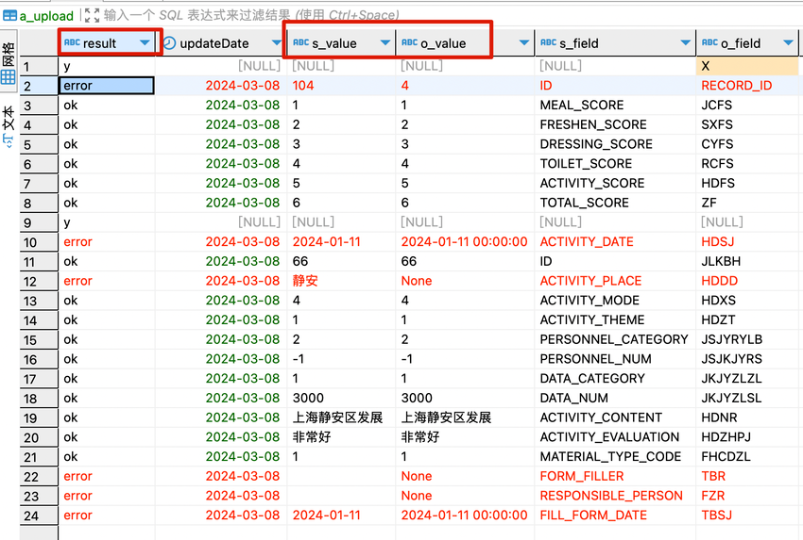 a_upload 输入一个 SQL 表达式来过滤结果 (使用 Ctrl+Space)
网格
文本
ABC result updateDate ABC s_value ABC o_value ABC s_field ABC o_field
1 y [NULL] [NULL] [NULL] X
2 error 2024-03-08 104 4 ID RECORD_ID
3 ok 2024-03-08 1 1 MEAL_SCORE JCFS
4 ok 2024-03-08 2 2 FRESHEN_SCORE SXFS
5 ok 2024-03-08 3 3 DRESSING_SCORE CYFS
6 ok 2024-03-08 4 4 TOILET_SCORE RCFS
7 ok 2024-03-08 5 5 ACTIVITY_SCORE HDFS
8 ok 2024-03-08 6 6 TOTAL_SCORE ZF
9 y [NULL] [NULL] [NULL] [NULL]
10 error 2024-03-08 2024-01-11 2024-01-11 00:00:00 ACTIVITY_DATE HDSJ
11 ok 2024-03-08 66 66 ID JLKBH
12 error 2024-03-08 静安 None ACTIVITY_PLACE HDDD
13 ok 2024-03-08 4 4 ACTIVITY_MODE HDXS
14 ok 2024-03-08 1 1 ACTIVITY_THEME HDZT
15 ok 2024-03-08 2 2 PERSONNEL_CATEGORY JSJYRYLB
16 ok 2024-03-08 -1 -1 PERSONNEL_NUM JSJKJYRS
17 ok 2024-03-08 1 1 DATA_CATEGORY JKJYZLZL
18 ok 2024-03-08 3000 3000 DATA_NUM JKJYZLSL
19 ok 2024-03-08 上海静安区发展 上海静安区发展 ACTIVITY_CONTENT HDNR
20 ok 2024-03-08 非常好 非常好 ACTIVITY_EVALUATION HDZHPJ
21 ok 2024-03-08 1 1 MATERIAL_TYPE_CODE FHCDZL
22 error 2024-03-08 None FORM_FILLER TBR
23 error 2024-03-08 None RESPONSIBLE_PERSON FZR
24 error 2024-03-08 2024-01-11 2024-01-11 00:00:00 FILL_FORM_DATE TBSJ